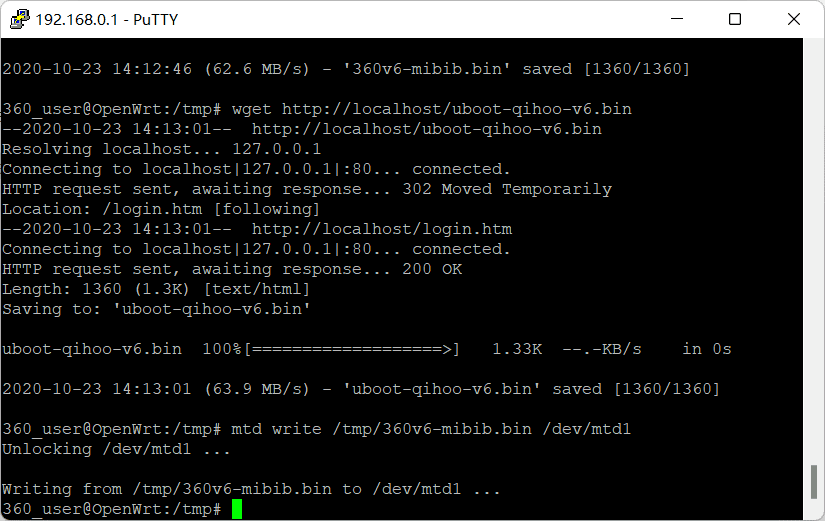 192.168.0.1 - PuTTY
2020-10-23 14:12:46 (62.6 MB/s) - '360v6-mibib.bin' saved [1360/1360]
360_user@OpenWrt:/tmp# wget http://localhost/uboot-qihoo-v6.bin
--2020-10-23 14:13:01-- http://localhost/uboot-qihoo-v6.bin
Resolving localhost... 127.0.0.1
Connecting to localhost|127.0.0.1|:80... connected.
HTTP request sent, awaiting response... 302 Moved Temporarily
Location: /login.htm [following]
--2020-10-23 14:13:01-- http://localhost/login.htm
Connecting to localhost|127.0.0.1|:80... connected.
HTTP request sent, awaiting response... 200 OK
Length: 1360 (1.3K) [text/html]
Saving to: 'uboot-qihoo-v6.bin'
uboot-qihoo-v6.bin 100%[===================>] 1.33K --.-KB/s in 0s
2020-10-23 14:13:01 (63.9 MB/s) - 'uboot-qihoo-v6.bin' saved [1360/1360]
360_user@OpenWrt:/tmp# mtd write /tmp/360v6-mibib.bin /dev/mtd1
Unlocking /dev/mtd1 ...
Writing from /tmp/360v6-mibib.bin to /dev/mtd1 ...
360_user@OpenWrt:/tmp#